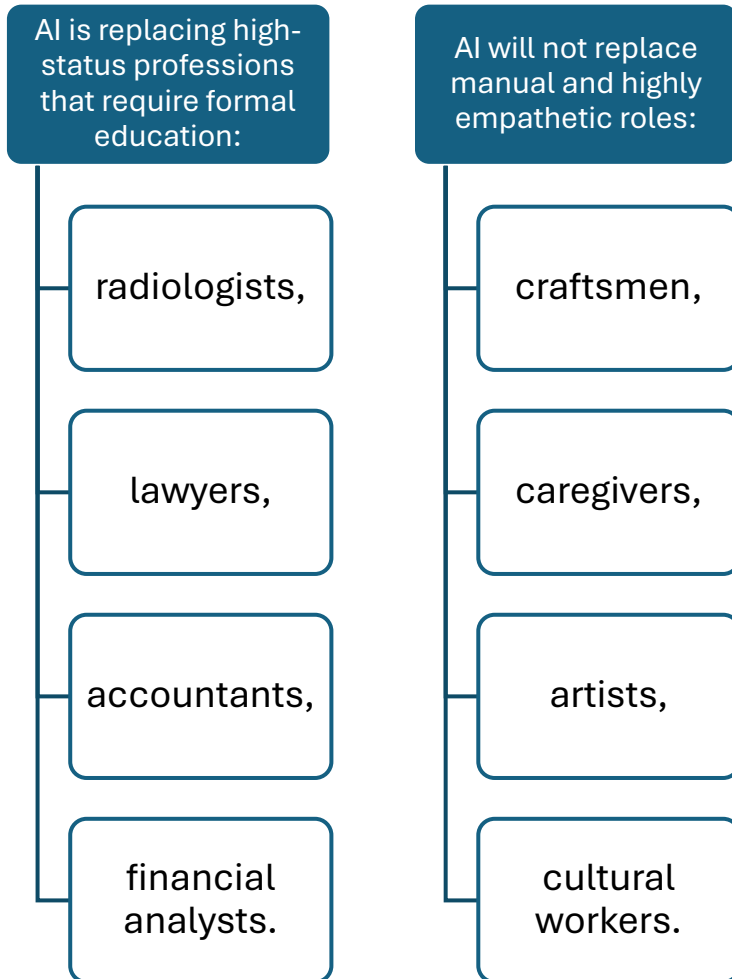 AI is replacing high-
status professions
that require formal
education:
radiologists,
lawyers,
accountants,
financial
analysts.
AI will not replace
manual and highly
empathetic roles:
craftsmen,
caregivers,
artists,
cultural
workers.